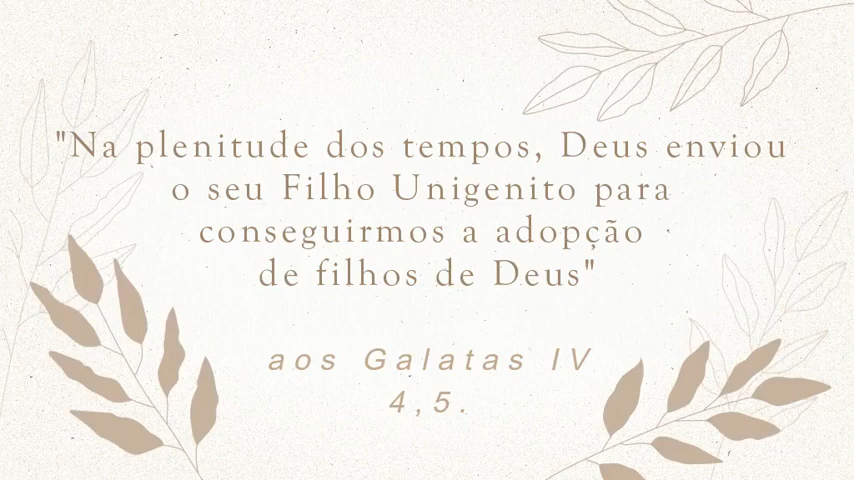 "Na plenitude dos tempos, Deus enviou
o seu Filho Unigenito para
conseguirmos a adopção
de filhos de Deus"
aos Galatas IV
4,5.